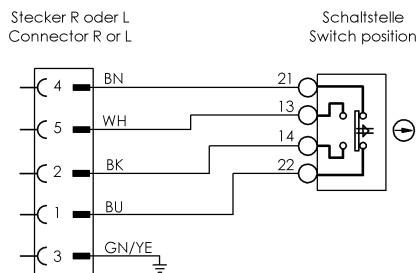 Stecker R oder L
Connector R or L
Schaltstelle
Switch position
4 BN 21
5 WH 13
2 BK 14
1 BU 22
3 GN/YE